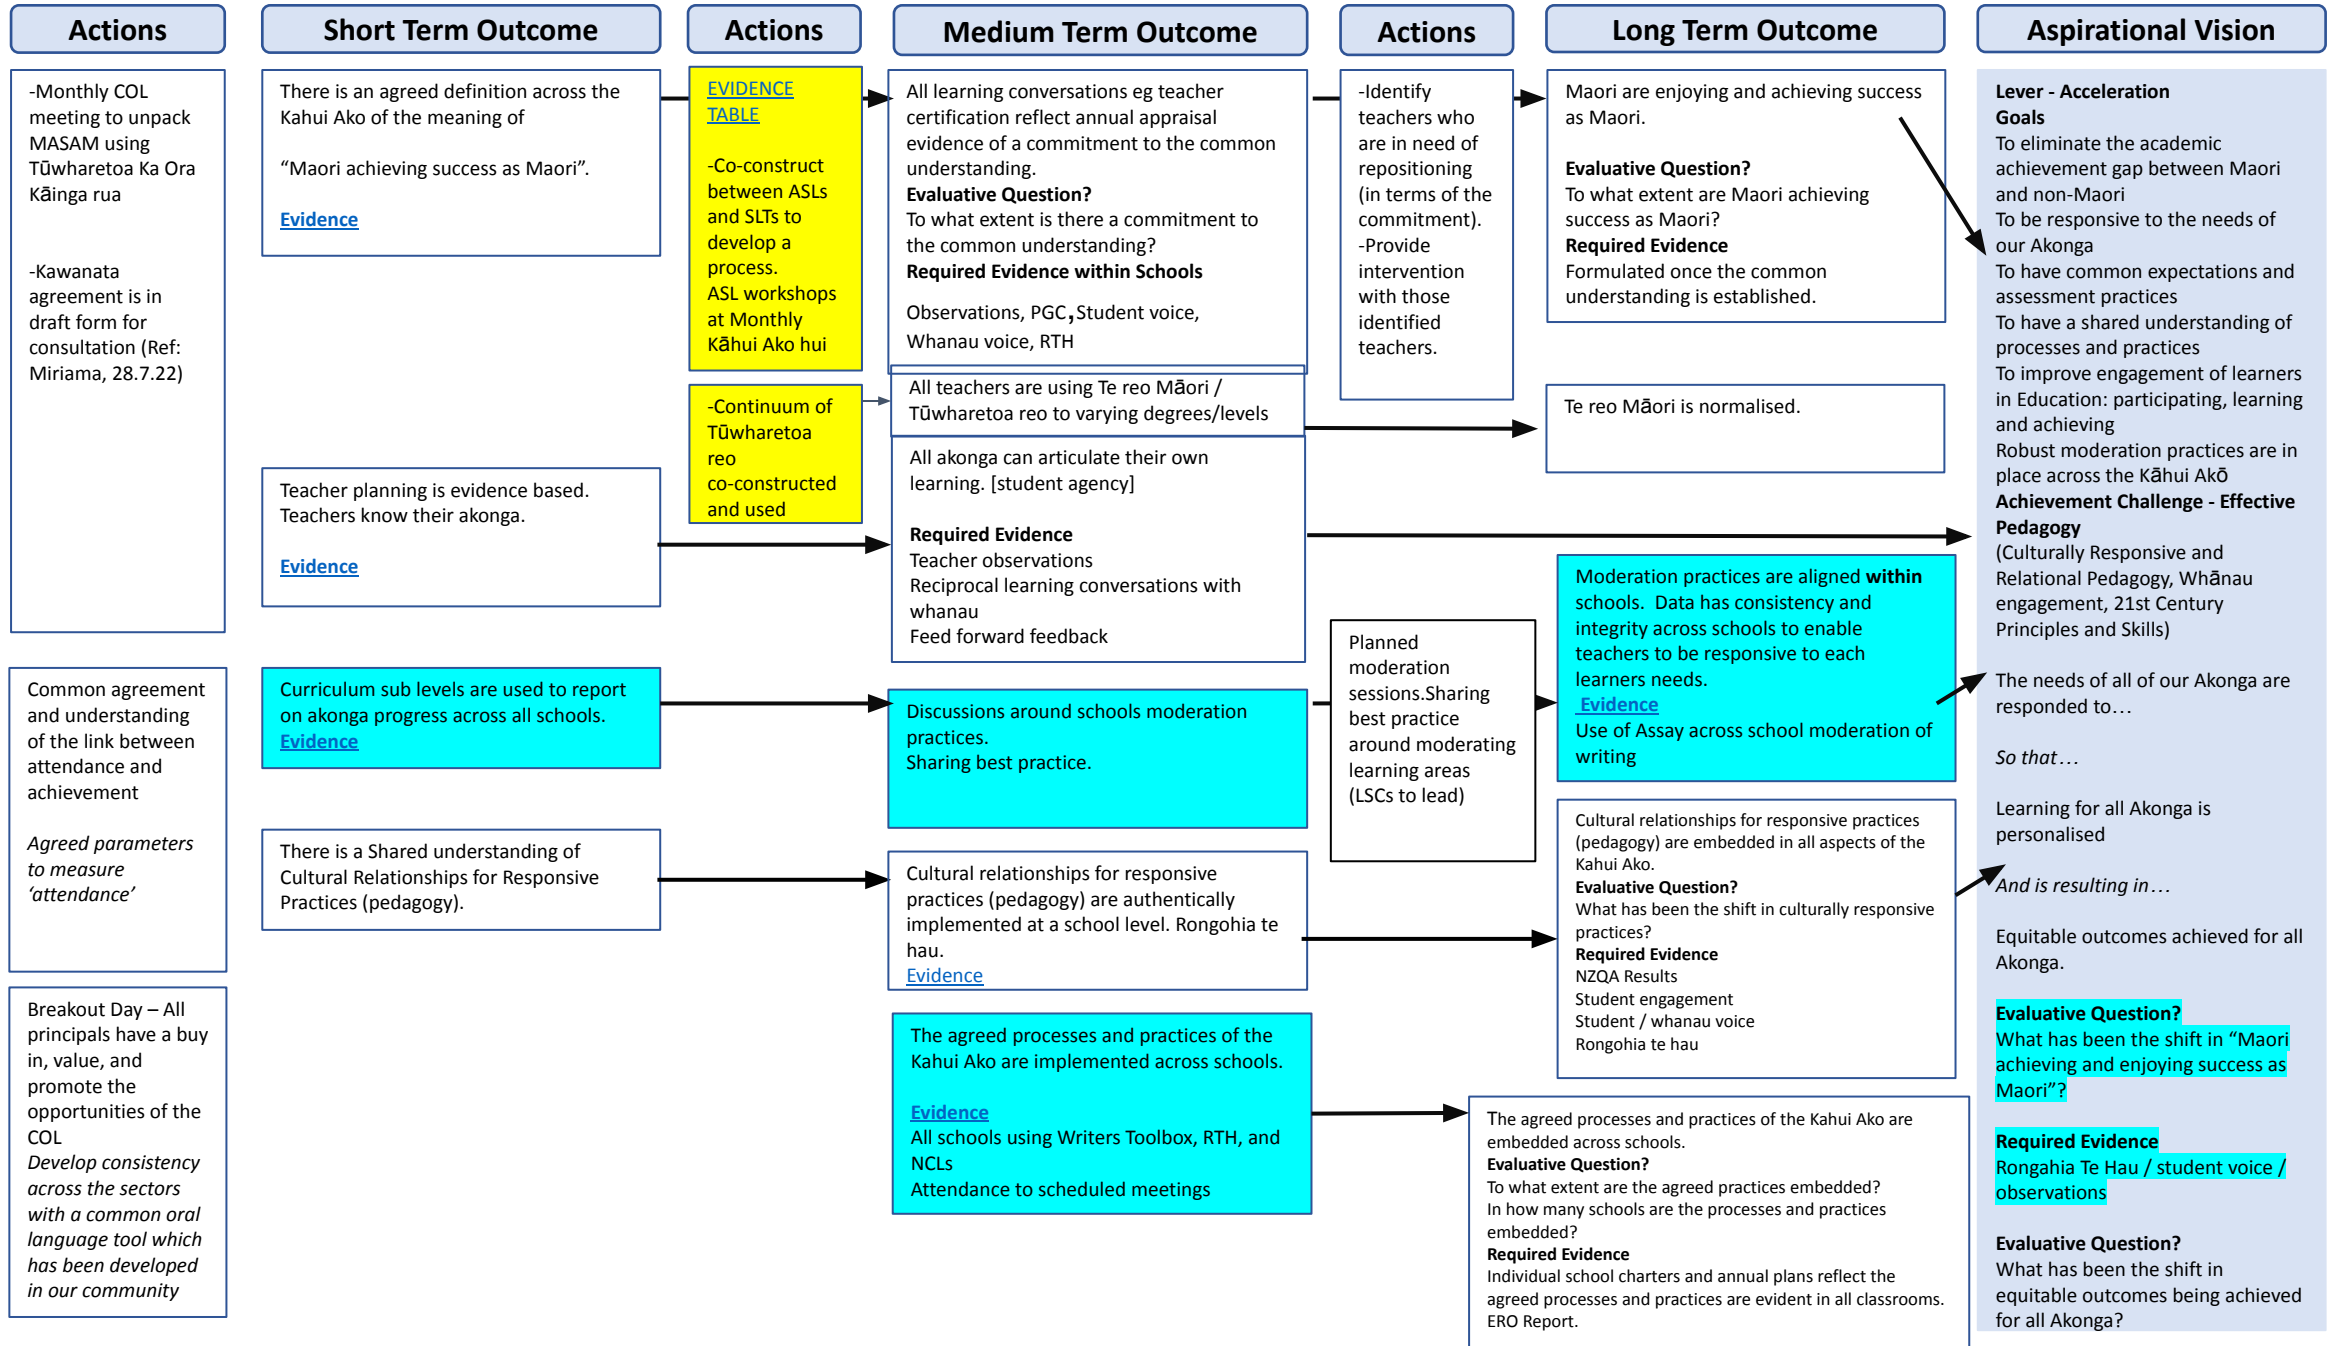 Actions
Short Term Outcome
Actions
Medium Term Outcome
Actions
Long Term Outcome
Aspirational Vision
-Monthly COL
meeting to unpack
MASAM using
Tūwharetoa Ka Ora
Kāinga rua
-Kawanata
agreement is in
draft form for
consultation (Ref:
Miriama, 28.7.22)
Common agreement
and understanding
of the link between
attendance and
achievement
Agreed parameters
to measure
‘attendance’
Breakout Day – All
principals have a buy
in, value, and
promote the
opportunities of the
COL
Develop consistency
across the sectors
with a common oral
language tool which
has been developed
in our community
There is an agreed definition across the
Kahui Ako of the meaning of
“Maori achieving success as Maori”.
Evidence
Teacher planning is evidence based.
Teachers know their akonga.
Evidence
Curriculum sub levels are used to report
on akonga progress across all schools.
Evidence
There is a Shared understanding of
Cultural Relationships for Responsive
Practices (pedagogy).
EVIDENCE
TABLE
-Co-construct
between ASLs
and SLTs to
develop a
process.
ASL workshops
at Monthly
Kāhui Ako hui
-Continuum of
Tūwharetoa
reo
co-constructed
and used
All learning conversations eg teacher
certification reflect annual appraisal
evidence of a commitment to the common
understanding.
Evaluative Question?
To what extent is there a commitment to
the common understanding?
Required Evidence within Schools
Observations, PGC,Student voice,
Whanau voice, RTH
All teachers are using Te reo Māori /
Tūwharetoa reo to varying degrees/levels
All akonga can articulate their own
learning. [student agency]
Required Evidence
Teacher observations
Reciprocal learning conversations with
whanau
Feed forward feedback
Discussions around schools moderation
practices.
Sharing best practice.
Cultural relationships for responsive
practices (pedagogy) are authentically
implemented at a school level. Rongohia te
hau.
Evidence
The agreed processes and practices of the
Kahui Ako are implemented across schools.
Evidence
All schools using Writers Toolbox, RTH, and
NCLs
Attendance to scheduled meetings
-Identify
teachers who
are in need of
repositioning
(in terms of the
commitment).
-Provide
intervention
with those
identified
teachers.
Planned
moderation
sessions.Sharing
best practice
around moderating
learning areas
(LSCs to lead)
Maori are enjoying and achieving success
as Maori.
Evaluative Question?
To what extent are Maori achieving
success as Maori?
Required Evidence
Formulated once the common
understanding is established.
Te reo Māori is normalised.
Moderation practices are aligned within
schools. Data has consistency and
integrity across schools to enable
teachers to be responsive to each
learners needs.
Evidence
Use of Assay across school moderation of
writing
Cultural relationships for responsive practices
(pedagogy) are embedded in all aspects of the
Kahui Ako.
Evaluative Question?
What has been the shift in culturally responsive
practices?
Required Evidence
NZQA Results
Student engagement
Student / whanau voice
Rongohia te hau
The agreed processes and practices of the Kahui Ako are
embedded across schools.
Evaluative Question?
To what extent are the agreed practices embedded?
In how many schools are the processes and practices
embedded?
Required Evidence
Individual school charters and annual plans reflect the
agreed processes and practices are evident in all classrooms.
ERO Report.
Lever - Acceleration
Goals
To eliminate the academic
achievement gap between Maori
and non-Maori
To be responsive to the needs of
our Akonga
To have common expectations and
assessment practices
To have a shared understanding of
processes and practices
To improve engagement of learners
in Education: participating, learning
and achieving
Robust moderation practices are in
place across the Kāhui Akō
Achievement Challenge - Effective
Pedagogy
(Culturally Responsive and
Relational Pedagogy, Whānau
engagement, 21st Century
Principles and Skills)
The needs of all of our Akonga are
responded to…
So that…
Learning for all Akonga is
personalised
And is resulting in…
Equitable outcomes achieved for all
Akonga.
Evaluative Question?
What has been the shift in “Maori
achieving and enjoying success as
Maori”?
Required Evidence
Rongahia Te Hau / student voice /
observations
Evaluative Question?
What has been the shift in
equitable outcomes being achieved
for all Akonga?